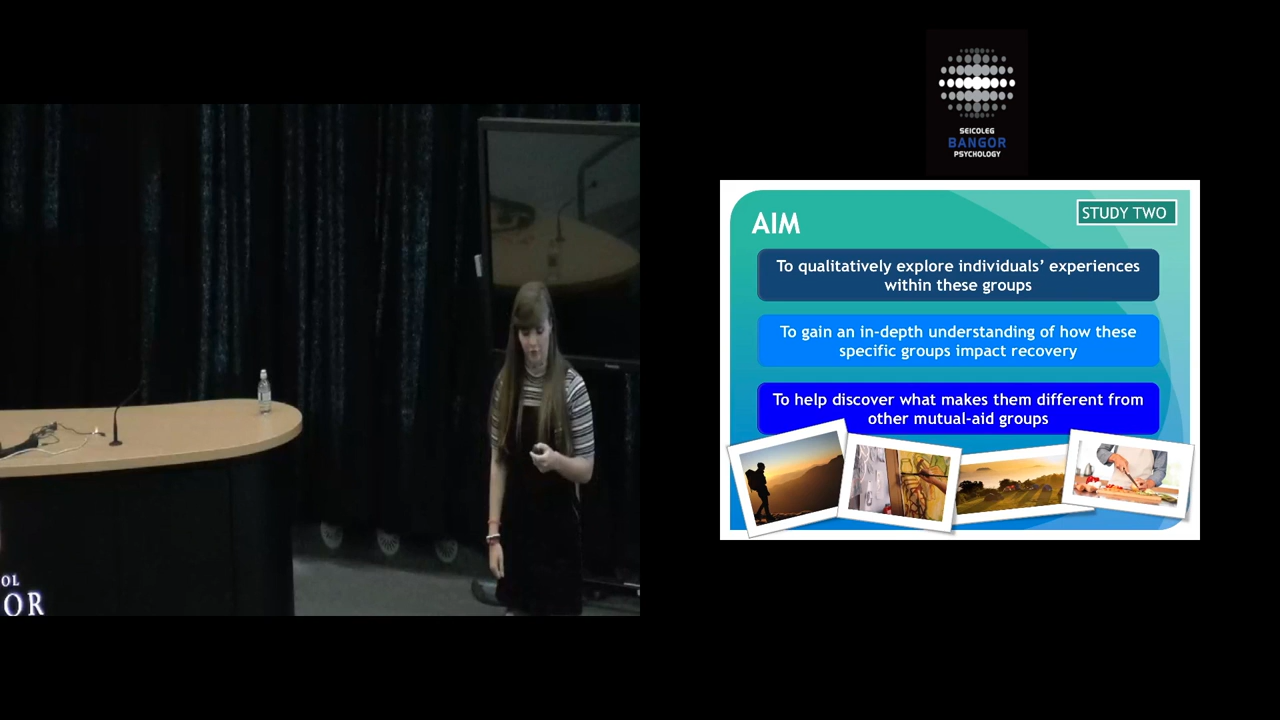 SEICOLEG
BANGOR
PSYCHOLOGY
AIM
STUDY TWO
To qualitatively explore individuals’ experiences
within these groups
To gain an in-depth understanding of how these
specific groups impact recovery
To help discover what makes them different from
other mutual-aid groups
OL
OR